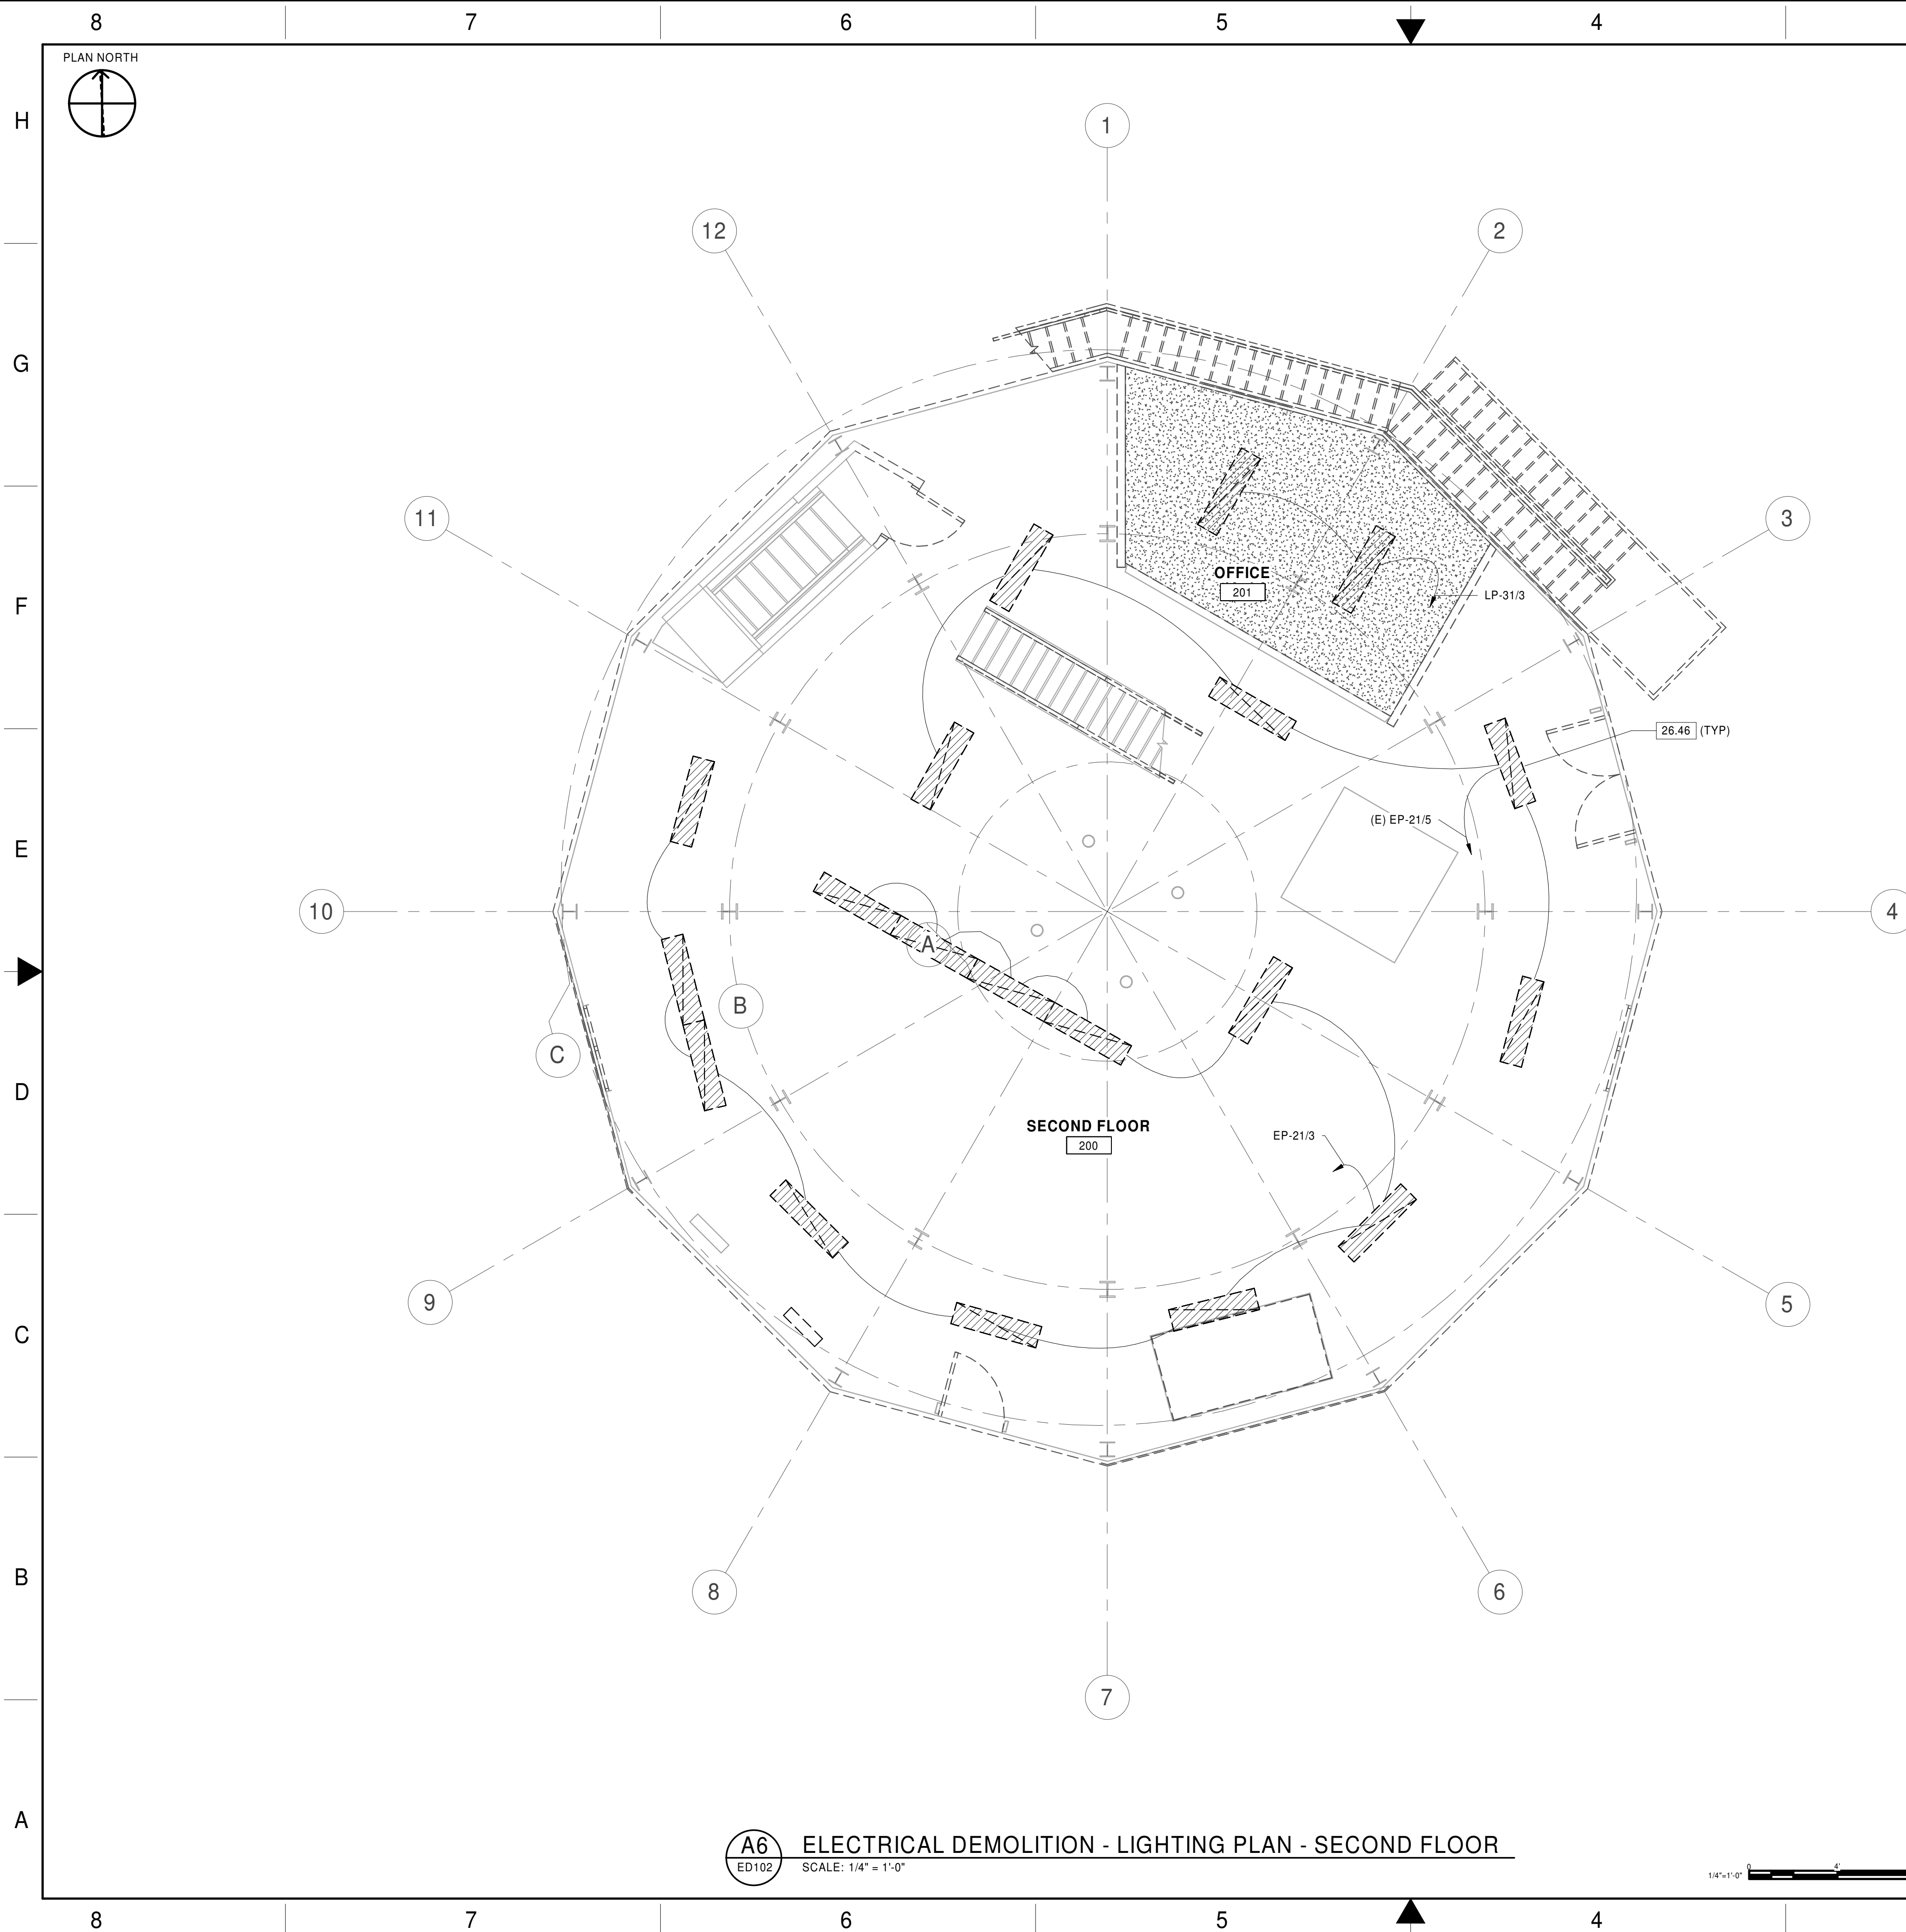 8 7 6 5 4
PLAN NORTH
H
1
12
2
G
11
3
OFFICE
201
F
LP-31/3
26.46 (TYP)
(E) EP-21/5
E
10
4
A
B
C
D
SECOND FLOOR
200
EP-21/3
9
5
C
8
6
B
7
A
A6
ED102
ELECTRICAL DEMOLITION - LIGHTING PLAN - SECOND FLOOR
SCALE: 1/4" = 1'-0"
0 4'
1/4"=1'-0"
8 7 6 5 4